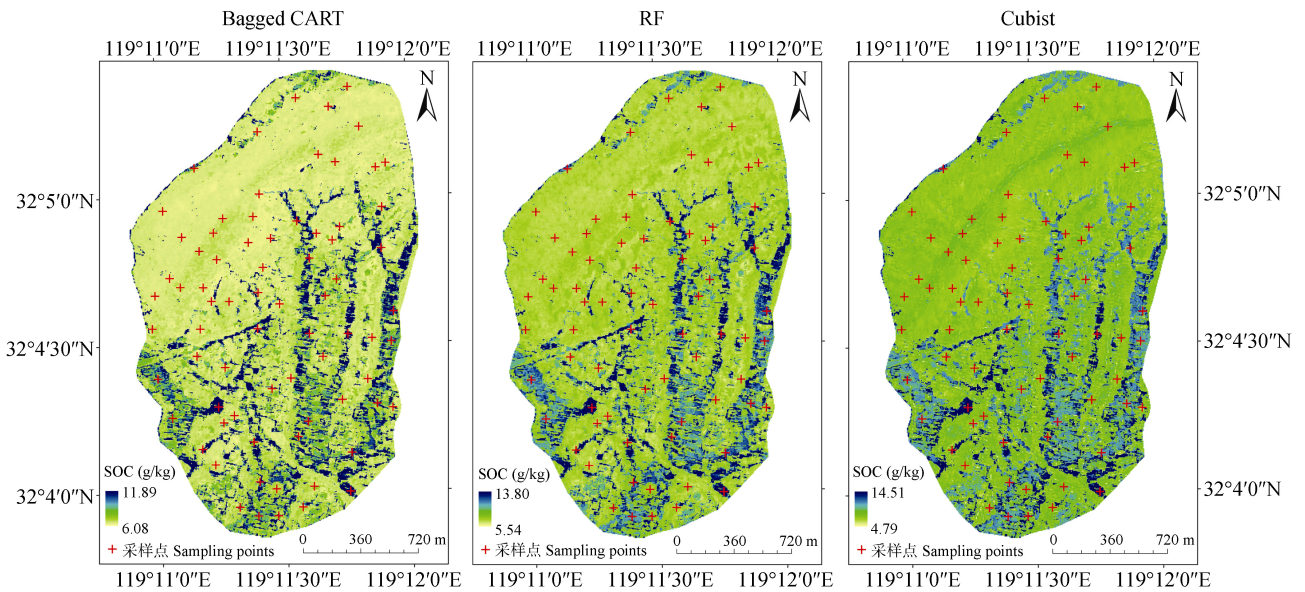 Bagged CART
RF
Cubist
119°11′0″E 119°11′30″E 119°12′0″E
119°11′0″E 119°11′30″E 119°12′0″E
119°11′0″E 119°11′30″E 119°12′0″E
N
N
N
32°5′0″N
32°4′30″N
32°4′0″N
32°5′0″N
32°4′30″N
32°4′0″N
SOC (g/kg)
11.89
6.08
采样点 Sampling points
0 360 720 m
SOC (g/kg)
13.80
5.54
采样点 Sampling points
0 360 720 m
SOC (g/kg)
14.51
4.79
采样点 Sampling points
0 360 720 m
119°11′0″E 119°11′30″E 119°12′0″E
119°11′0″E 119°11′30″E 119°12′0″E
119°11′0″E 119°11′30″E 119°12′0″E